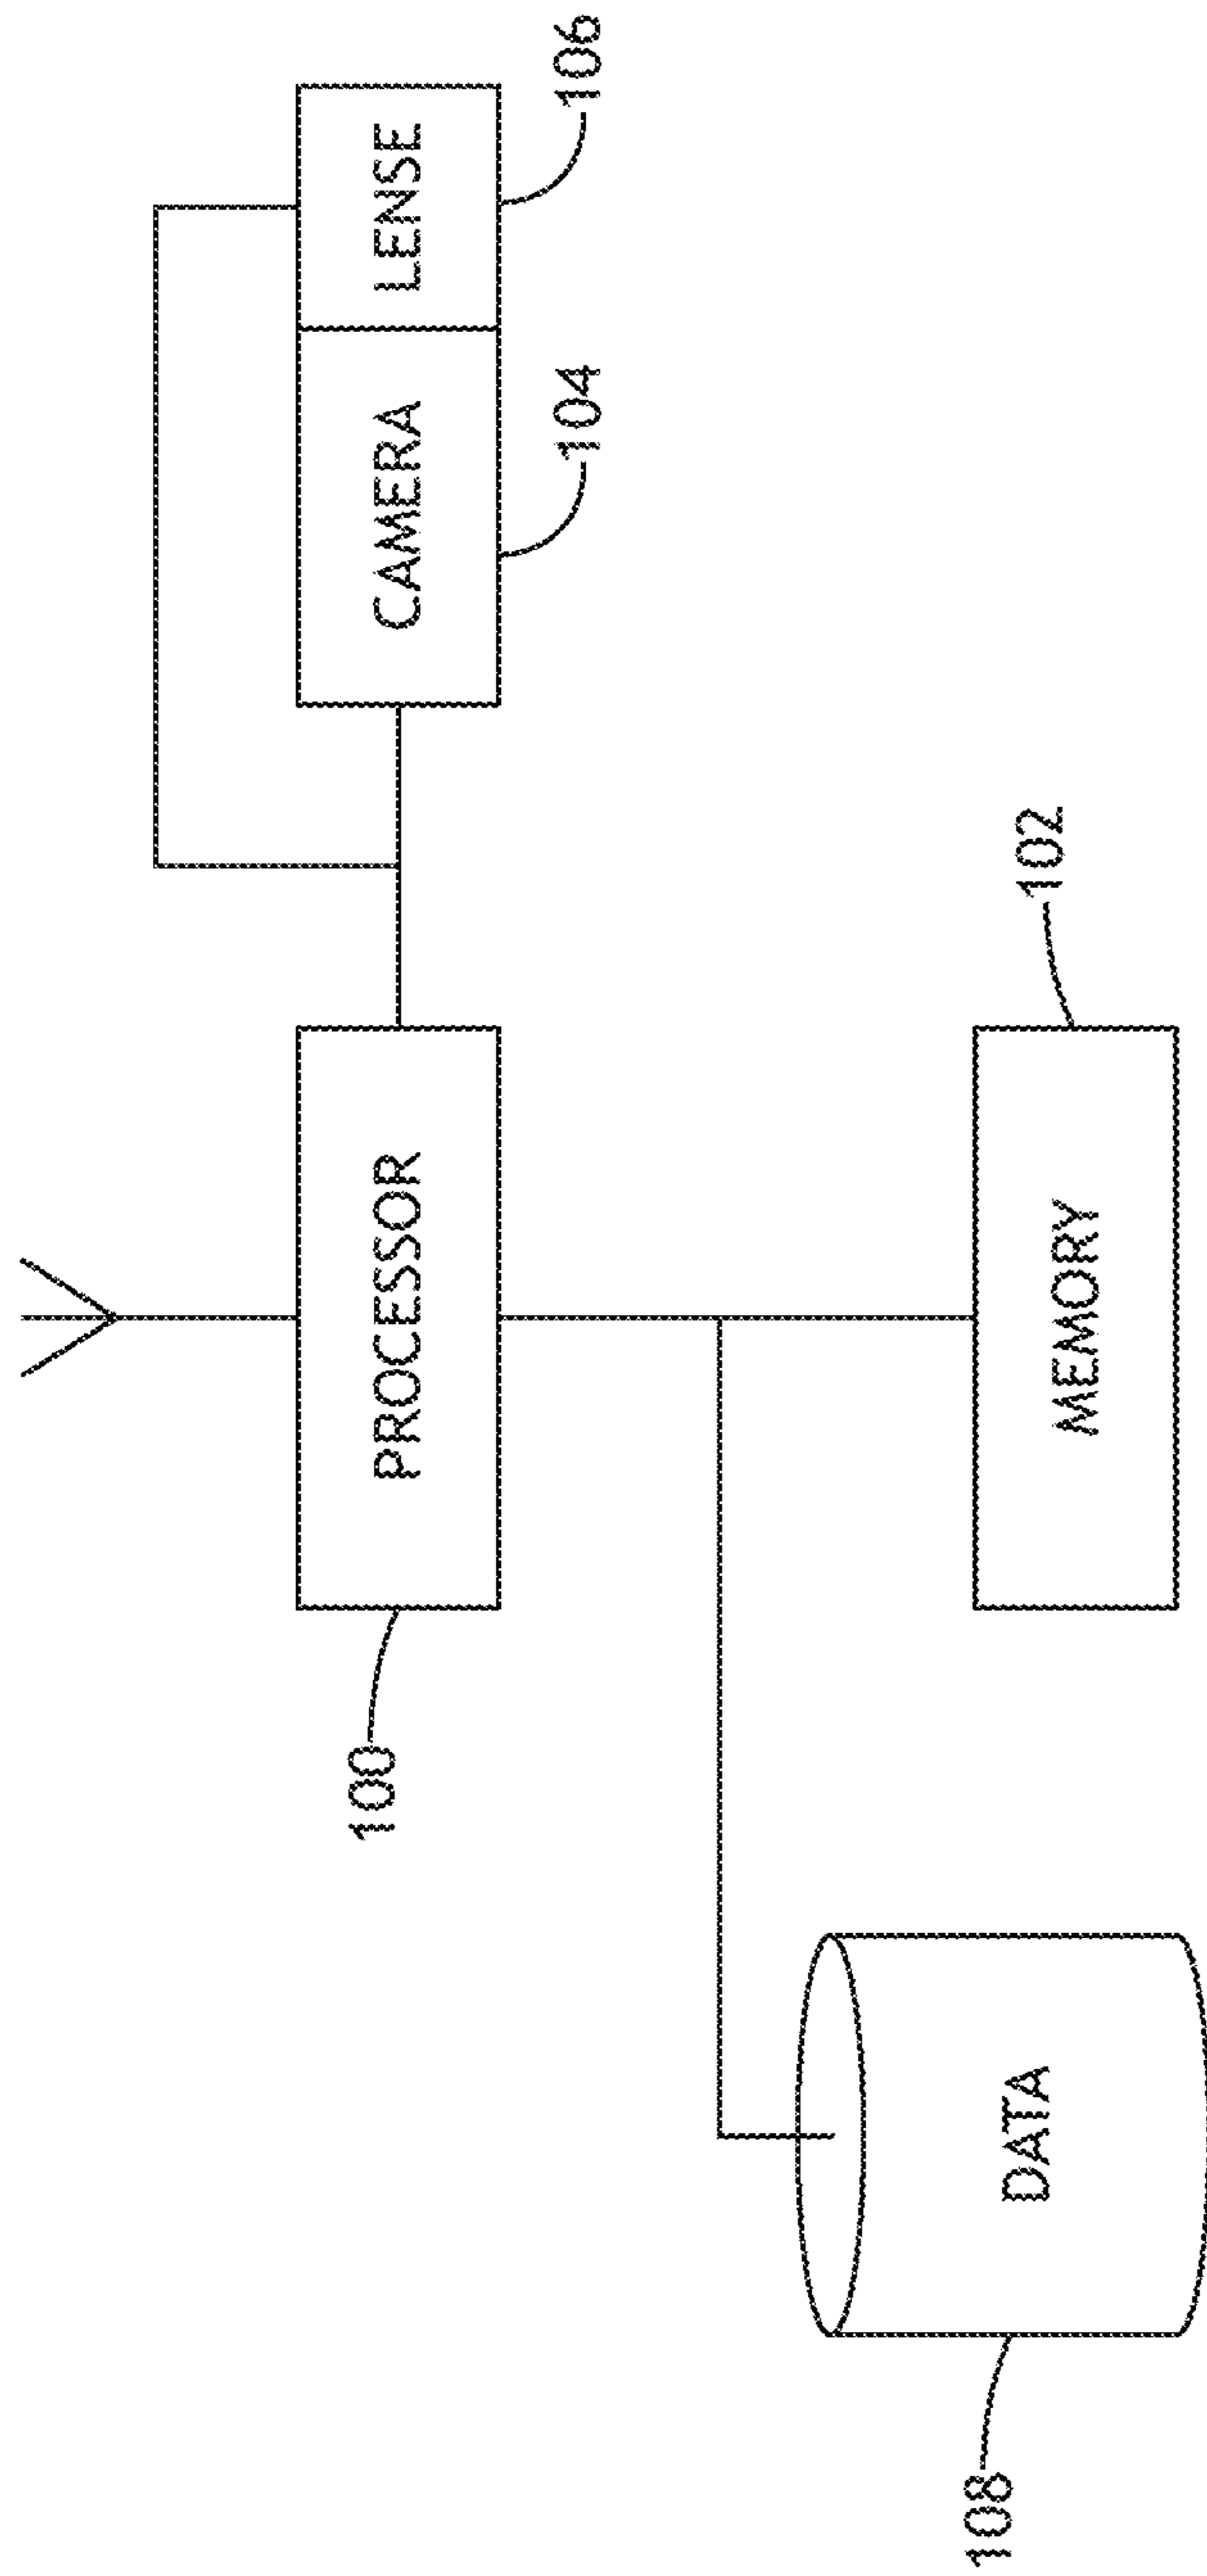 PROCESSOR
100
CAMERA
104
LENSE
106
DATA
108
MEMORY
102